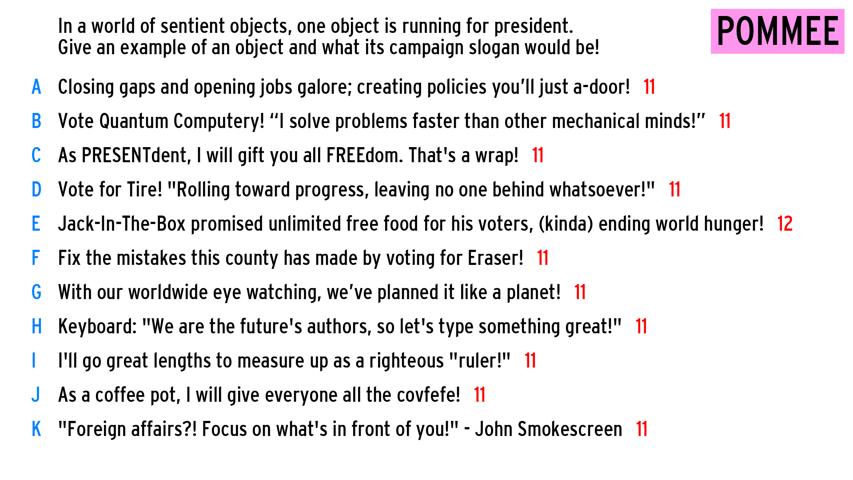 In a world of sentient objects, one object is running for president.
Give an example of an object and what its campaign slogan would be!
POMMEE
A Closing gaps and opening jobs galore; creating policies you'll just a-door! 11
B Vote Quantum Computery! “I solve problems faster than other mechanical minds!” 11
C As PRESENTdent, I will gift you all FREEdom. That's a wrap! 11
D Vote for Tire! "Rolling toward progress, leaving no one behind whatsoever!" 11
E Jack-In-The-Box promised unlimited free food for his voters, (kinda) ending world hunger! 12
F Fix the mistakes this county has made by voting for Eraser! 11
G With our worldwide eye watching, we’ve planned it like a planet! 11
H Keyboard: "We are the future's authors, so let's type something great!" 11
I I'll go great lengths to measure up as a righteous "ruler!" 11
J As a coffee pot, I will give everyone all the covfefe! 11
K "Foreign affairs?! Focus on what's in front of you!" - John Smokescreen 11